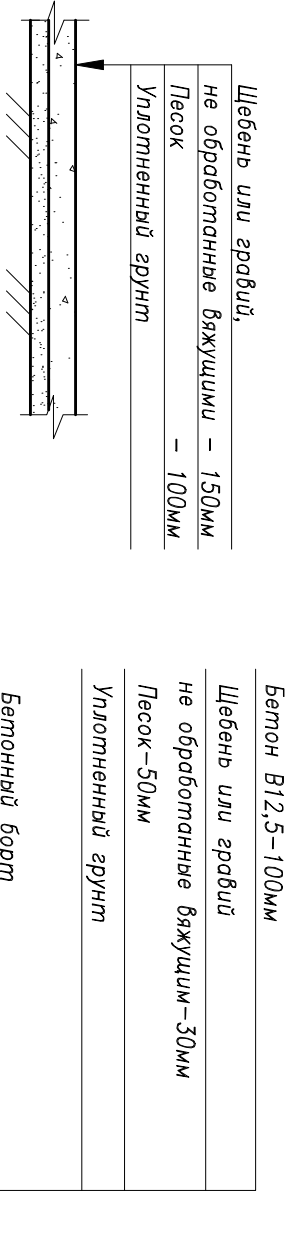 Щебень или гравий,
не обработанные вяжущими - 150мм
Песок - 100мм
Уплотненный грунт
Бетон В12,5-100мм
Щебень или гравий
не обработанные вяжущим-30мм
Песок-50мм
Уплотненный грунт
Бетонный борт